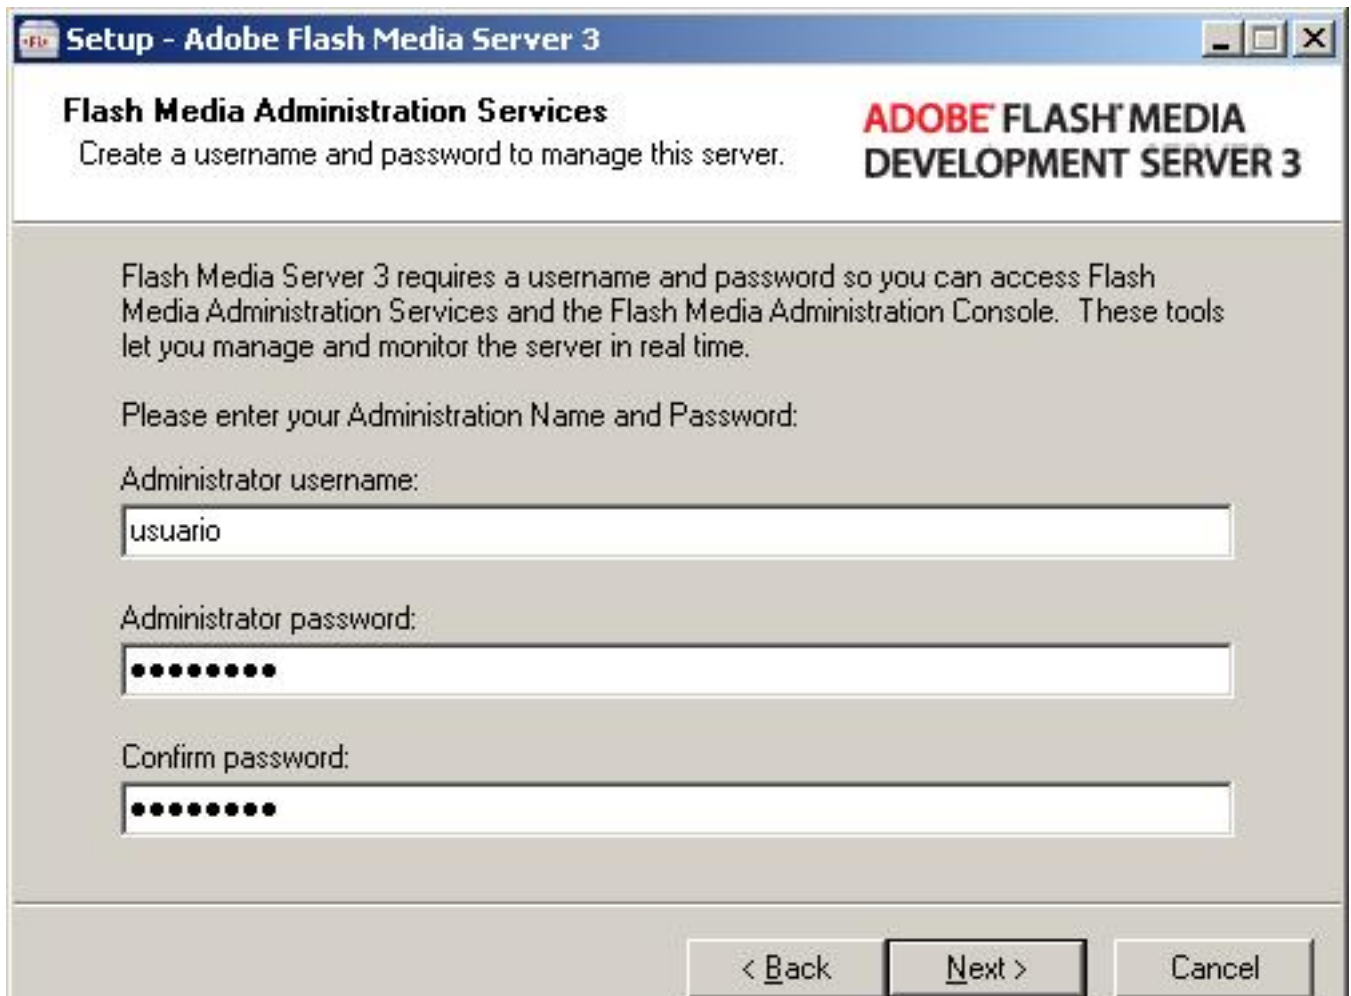 Setup - Adobe Flash Media Server 3
Flash Media Administration Services
Create a username and password to manage this server.
ADOBE® FLASH® MEDIA
DEVELOPMENT SERVER 3
Flash Media Server 3 requires a username and password so you can access Flash
Media Administration Services and the Flash Media Administration Console.  These tools
let you manage and monitor the server in real time.
Please enter your Administration Name and Password:
Administrator username:
usuario
Administrator password:
●●●●●●●●
Confirm password:
●●●●●●●●
< Back
Next >
Cancel